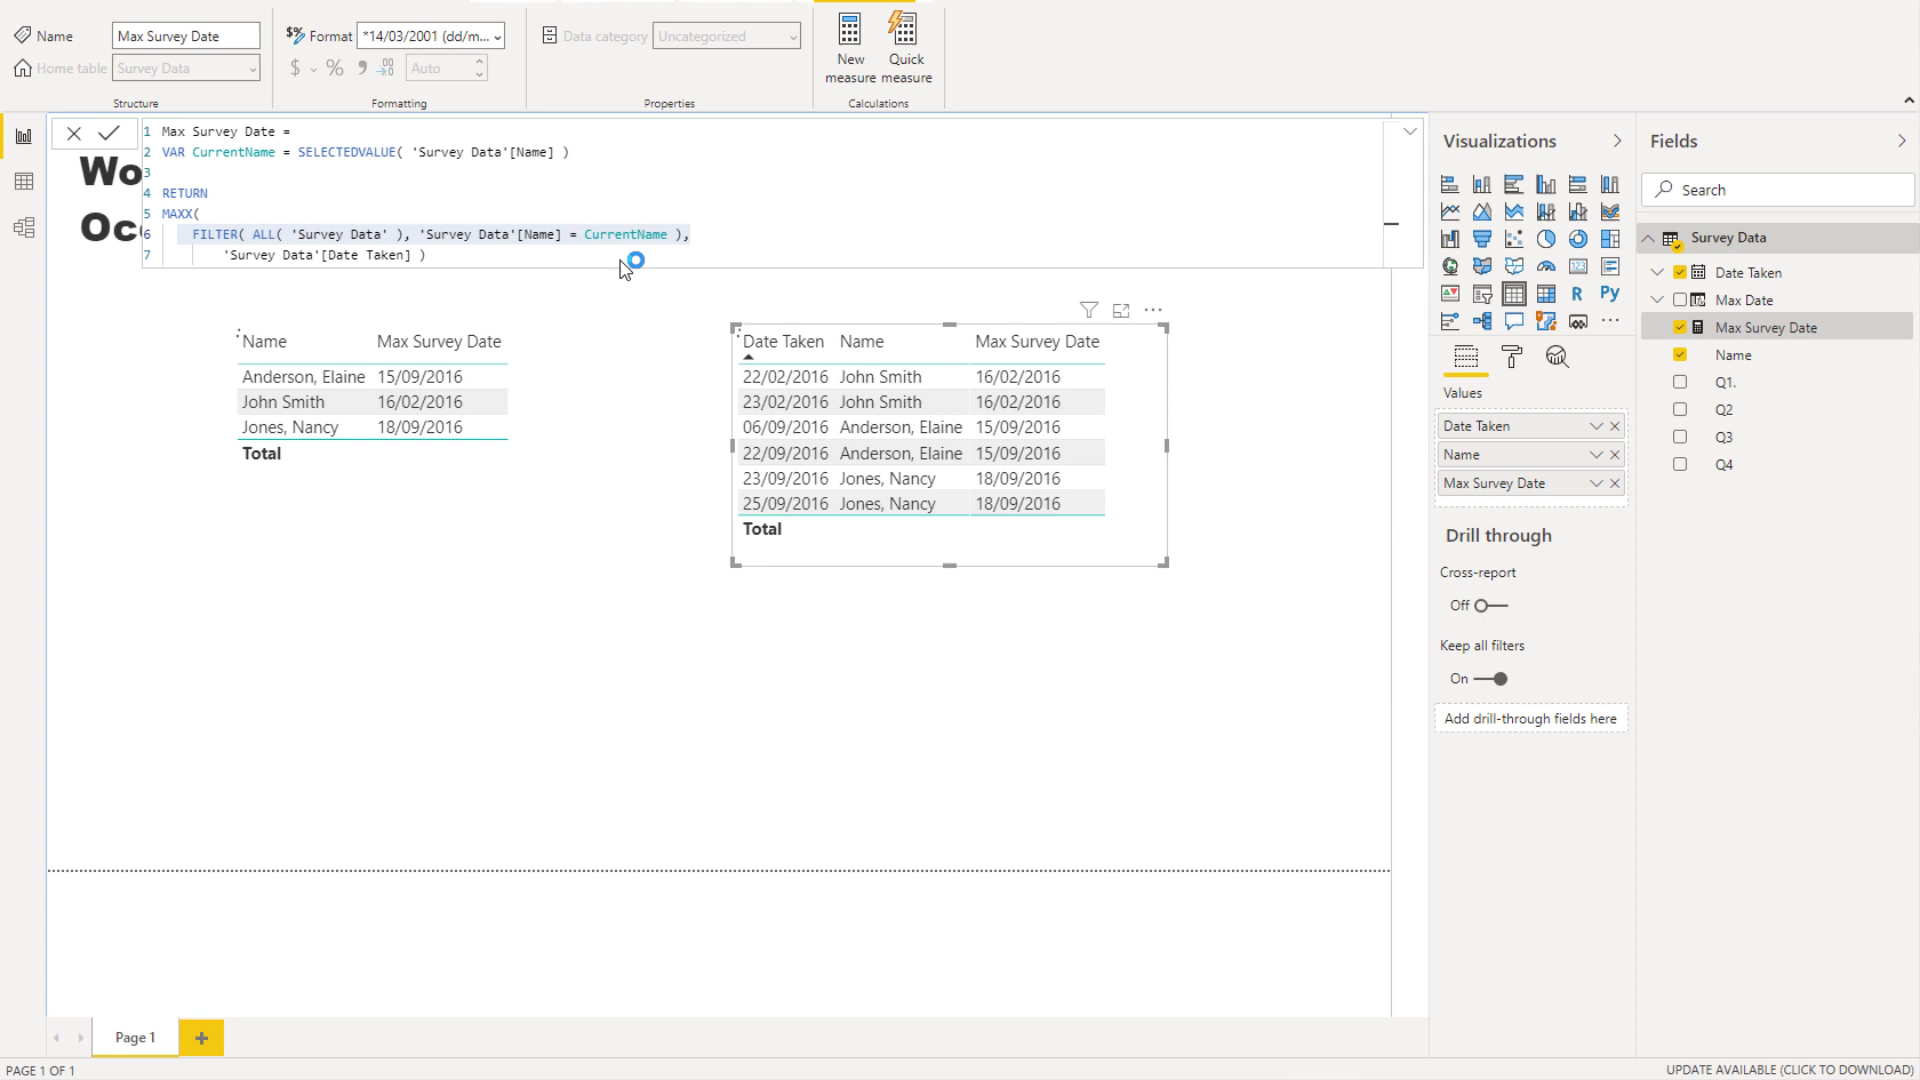 Name
Max Survey Date
Format
*14/03/2001 (dd/m...
Data category
Uncategorized
New measure
Quick measure
Home table
Survey Data
$
%
Auto
Structure
Formatting
Properties
Calculations
1 Max Survey Date =
2 VAR CurrentName = SELECTEDVALUE( 'Survey Data'[Name] )
3
4 RETURN
5 MAXX(
6 FILTER( ALL( 'Survey Data' ), 'Survey Data'[Name] = CurrentName ),
7 'Survey Data'[Date Taken] )
Wo
Oc
Name Max Survey Date
Anderson, Elaine 15/09/2016
John Smith 16/02/2016
Jones, Nancy 18/09/2016
Total
Date Taken Name Max Survey Date
22/02/2016 John Smith 16/02/2016
23/02/2016 John Smith 16/02/2016
06/09/2016 Anderson, Elaine 15/09/2016
22/09/2016 Anderson, Elaine 15/09/2016
23/09/2016 Jones, Nancy 18/09/2016
25/09/2016 Jones, Nancy 18/09/2016
Total
Visualizations
123
R
Py
Values
Date Taken
Name
Max Survey Date
Drill through
Cross-report
Off
Keep all filters
On
Add drill-through fields here
Fields
Search
Survey Data
Date Taken
Max Date
Max Survey Date
Name
Q1.
Q2
Q3
Q4
Page 1
PAGE 1 OF 1
UPDATE AVAILABLE (CLICK TO DOWNLOAD)